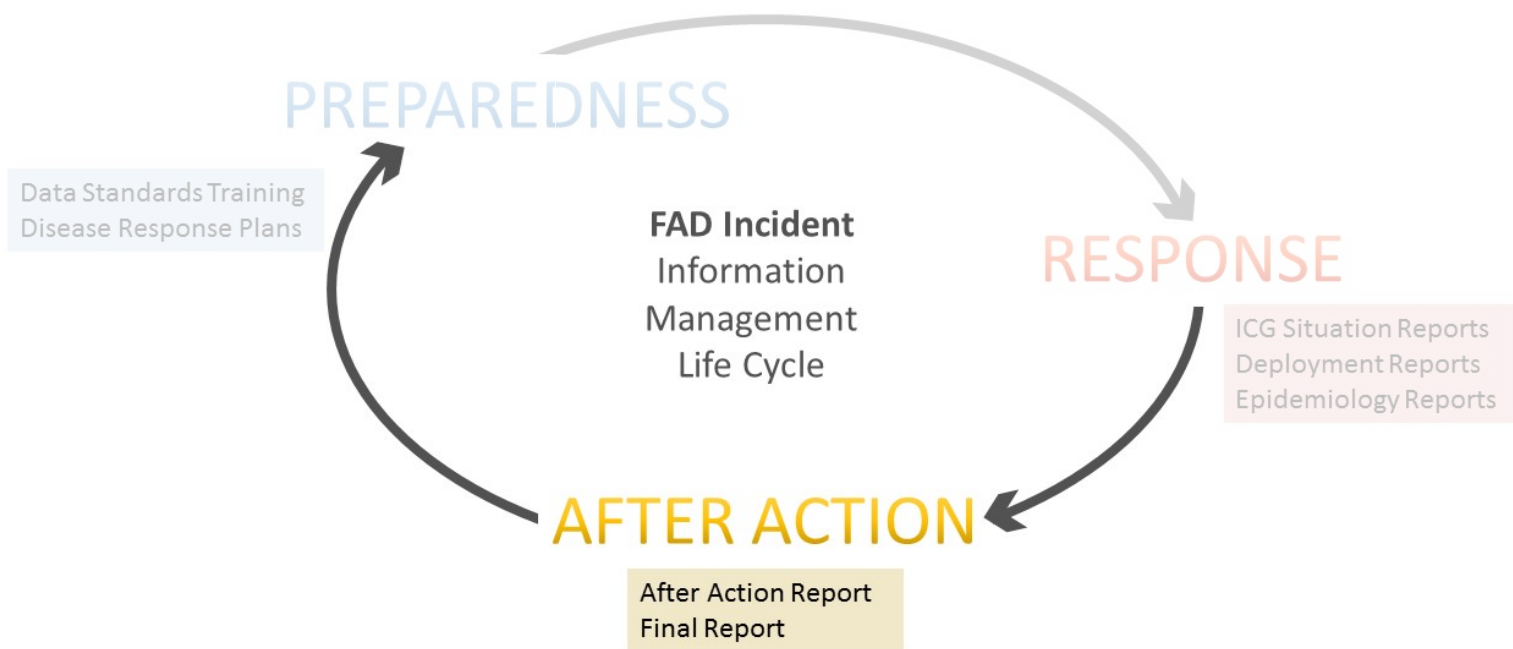 PREPAREDNESS
Data Standards Training
Disease Response Plans
FAD Incident
Information
Management
Life Cycle
RESPONSE
ICG Situation Reports
Deployment Reports
Epidemiology Reports
AFTER ACTION
After Action Report
Final Report